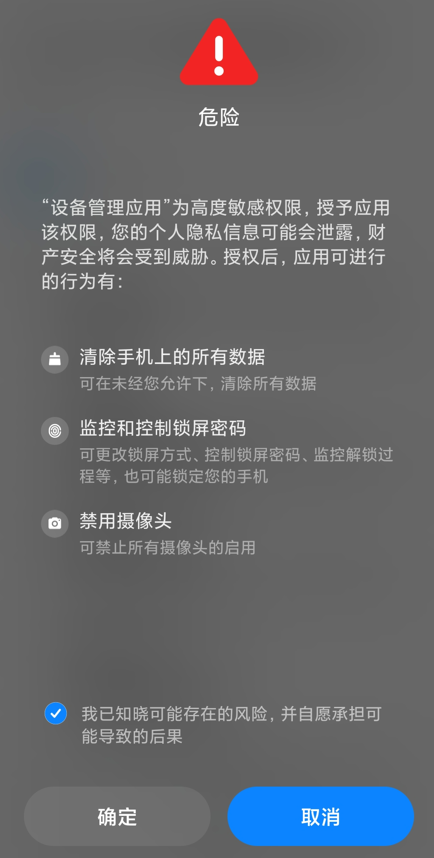 危险
“设备管理应用”为高度敏感权限，授予应用
该权限，您的个人隐私信息可能会泄露，财
产安全将会受到威胁。授权后，应用可进行
的行为有：
清除手机上的所有数据
可在未经您允许下，清除所有数据
监控和控制锁屏密码
可更改锁屏方式、控制锁屏密码、监控解锁过
程等，也可能锁定您的手机
禁用摄像头
可禁止所有摄像头的启用
我已知晓可能存在的风险，并自愿承担可
能导致的后果
确定
取消